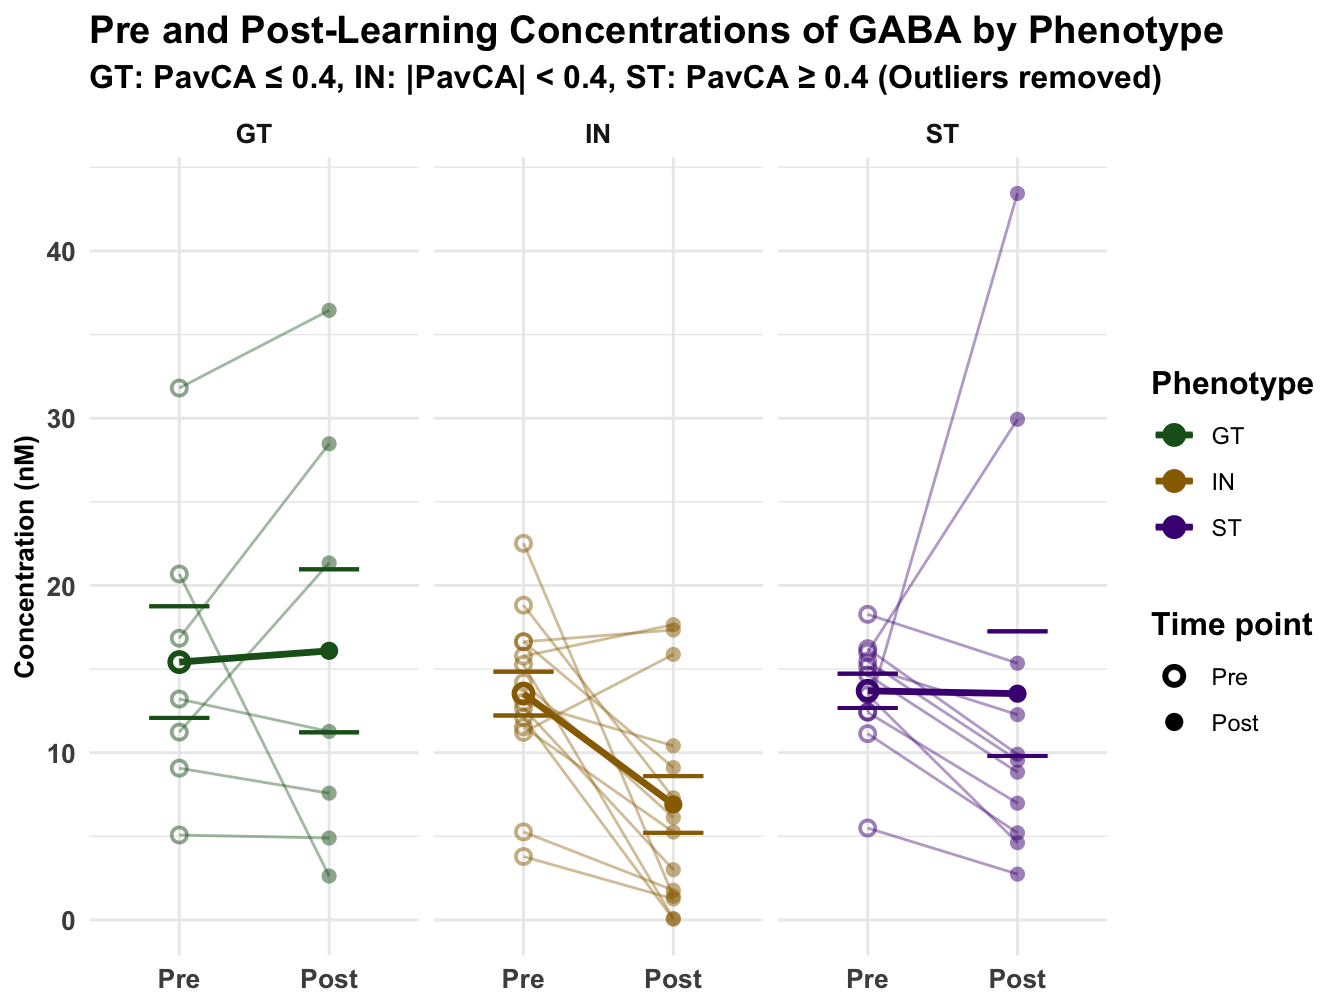 Pre and Post-Learning Concentrations of GABA by Phenotype
GT: PavCA ≤ 0.4, IN: |PavCA| < 0.4, ST: PavCA ≥ 0.4 (Outliers removed)
GT IN ST
40
30
20
10
0
Concentration (nM)
Pre Post Pre Post Pre Post
Phenotype
GT
IN
ST
Time point
Pre
Post